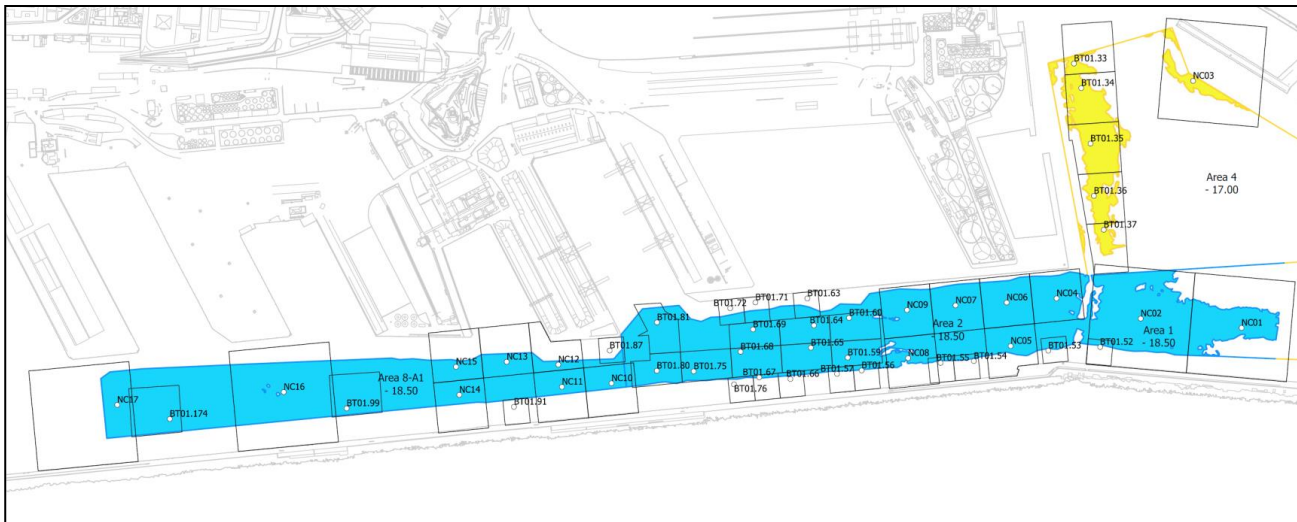 BT01.33
BT01.34
NC03
BT01.35
Area 4
- 17.00
BT01.36
BT01.37
BT01.72
BT01.71
BT01.63
NC09
NC07
NC06
NC04
BT01.81
BT01.69
BT01.64
BT01.60
Area 2
- 18.50
NC02
Area 1
- 18.50
NC01
BT01.87
BT01.68
BT01.65
BT01.59
NC08
NC05
BT01.53
BT01.52
NC15
NC13
NC12
BT01.80
BT01.75
BT01.67
BT01.66
BT01.57
BT01.56
BT01.55
BT01.54
NC17
BT01.174
NC16
Area 8-A1
- 18.50
BT01.99
NC14
BT01.91
NC11
NC10
BT01.76